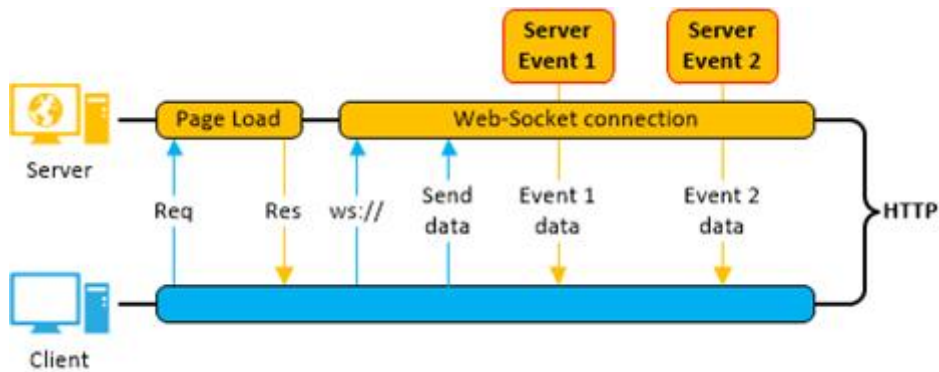 Server
Event 1
Server
Event 2
Page Load
Web-Socket connection
Server
Req
Res
ws://
Send
data
Event 1
data
Event 2
data
HTTP
Client